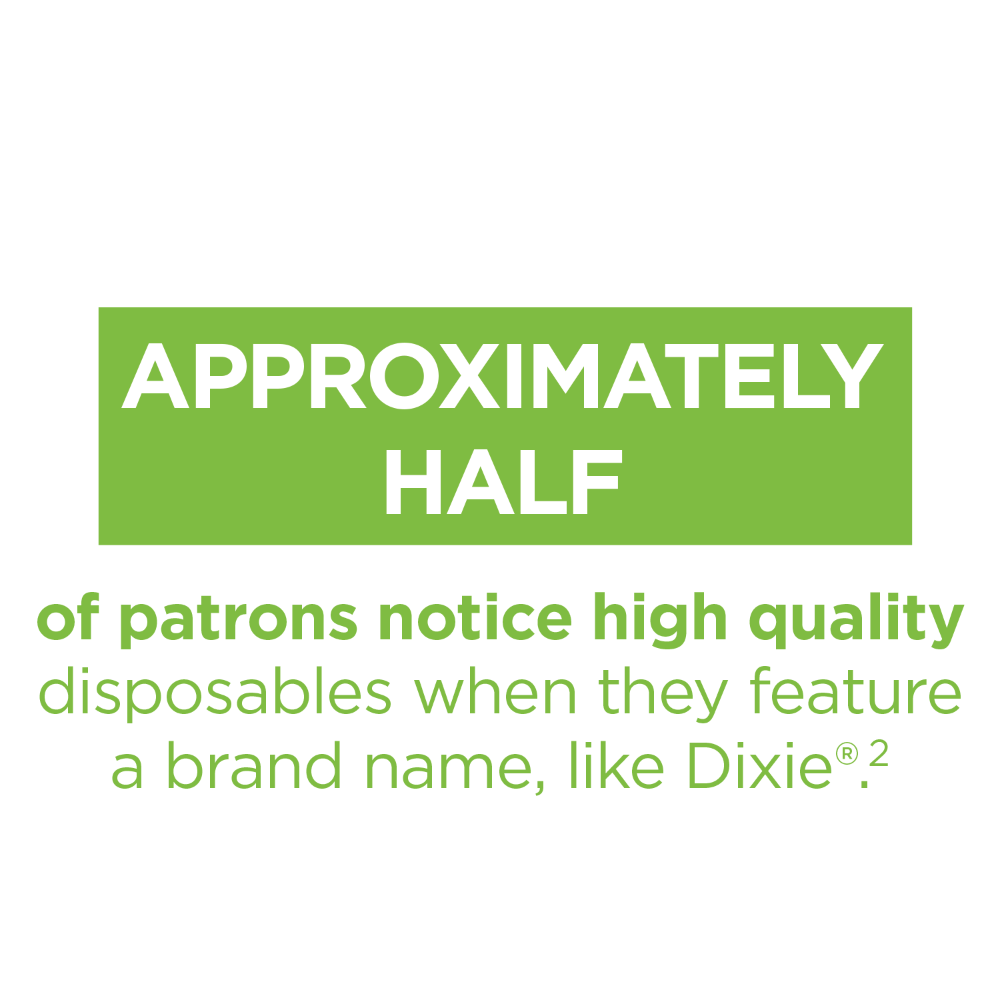 APPROXIMATELY
HALF
of patrons notice high quality
disposables when they feature
a brand name, like Dixie®.²